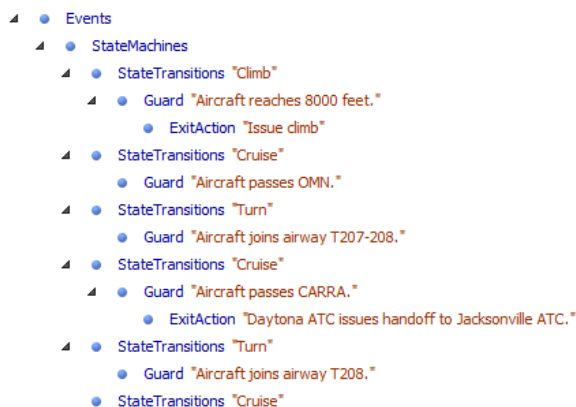 Events
StateMachines
StateTransitions "Climb"
Guard "Aircraft reaches 8000 feet."
ExitAction "Issue climb"
StateTransitions "Cruise"
Guard "Aircraft passes OMN."
StateTransitions "Turn"
Guard "Aircraft joins airway T207-208."
StateTransitions "Cruise"
Guard "Aircraft passes CARRA."
ExitAction "Daytona ATC issues handoff to Jacksonville ATC."
StateTransitions "Turn"
Guard "Aircraft joins airway T208."
StateTransitions "Cruise"